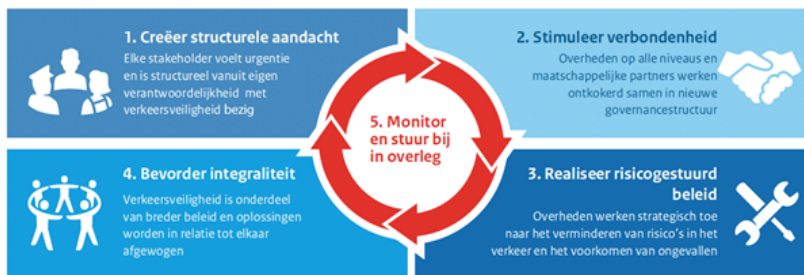 1. Creëer structurele aandacht
Elke stakeholder voelt urgentie
en is structureel vanuit eigen
verantwoordelijkheid met
verkeersveiligheid bezig
2. Stimuleer verbondenheid
Overheden op alle niveaus en
maatschappelijke partners werken
ontkokerd samen in nieuwe
governancestructuur
5. Monitor
en stuur bij
in overleg
4. Bevorder integraliteit
Verkeersveiligheid is onderdeel
van breder beleid en oplossingen
worden in relatie tot elkaar
afgewogen
3. Realiseer risicogestuurd
beleid
Overheden werken strategisch toe
naar het verminderen van risico's in het
verkeer en het voorkomen van ongevallen